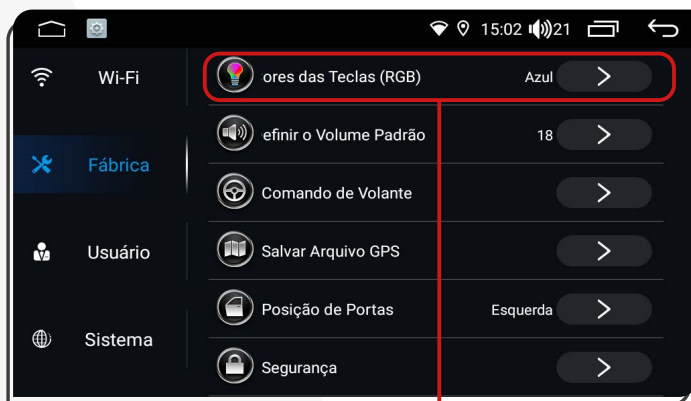 15:02 21
Wi-Fi
ores das Teclas (RGB) Azul
efinir o Volume Padrão 18
Fábrica
Comando de Volante
Usuário
Salvar Arquivo GPS
Posição de Portas Esquerda
Sistema
Segurança